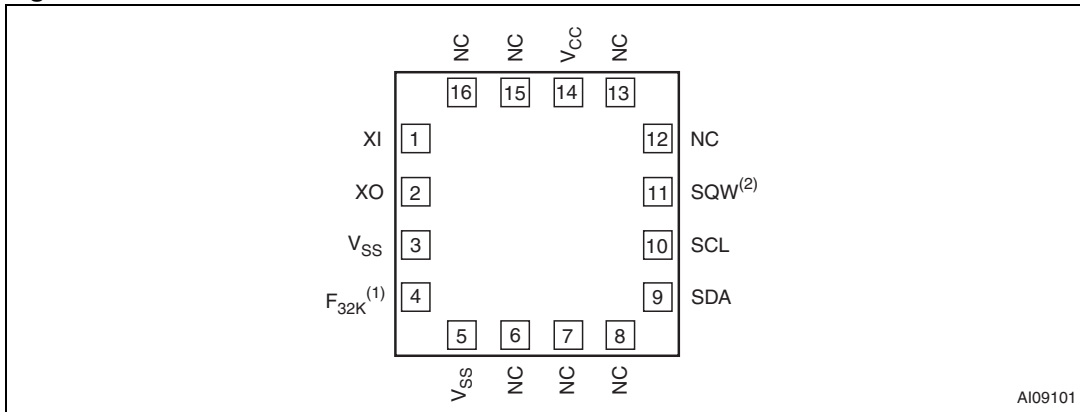 NC NC VCC NC
16 15 14 13
XI 1 12 NC
XO 2 11 SQW(2)
VSS 3 10 SCL
F32K(1) 4 9 SDA
5 6 7 8
VSS NC NC NC
AI09101